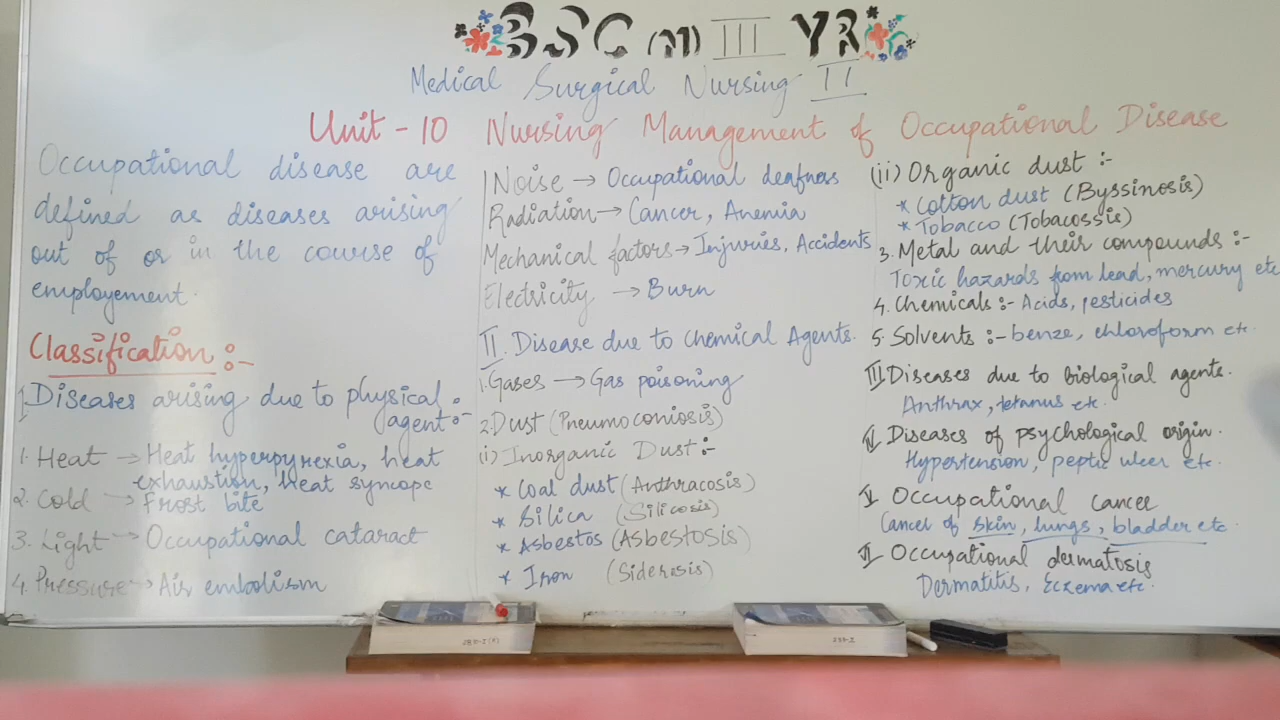 BSC (N) III YR
Medical Surgical Nursing II
Unit - 10 Nursing Management of Occupational Disease
Occupational disease are
defined as diseases arising
out of or in the course of
employement.
Classification :-
I Diseases arising due to physical
agent :-
1. Heat → Heat hyperpyrexia, heat
exhaustion, heat syncope
2. Cold → Frost bite
3. Light → Occupational cataract
4. Pressure → Air embolism
Noise → Occupational deafness
Radiation → Cancer, Anemia
Mechanical factors → Injuries, Accidents
Electricity → Burn
II. Disease due to Chemical Agents.
1. Gases → Gas poisoning
2. Dust (Pneumoconiosis)
(i) Inorganic Dust :-
* Coal dust (Anthracosis)
* Silica (Silicosis)
* Asbestos (Asbestosis)
* Iron (Siderosis)
(ii) Organic dust :-
* Cotton dust (Byssinosis)
* Tobacco (Tobacossis)
3. Metal and their compounds :-
Toxic hazards from lead, mercury etc
4. Chemicals :- Acids, pesticides
5. Solvents :- benze, chloroform etc.
III Diseases due to biological agents.
Anthrax, tetanus etc.
IV Diseases of psychological origin.
Hypertension, peptic ulcer etc.
V Occupational cancer
Cancer of skin, lungs, bladder etc.
VI Occupational dermatosis
Dermatitis, Eczema etc.